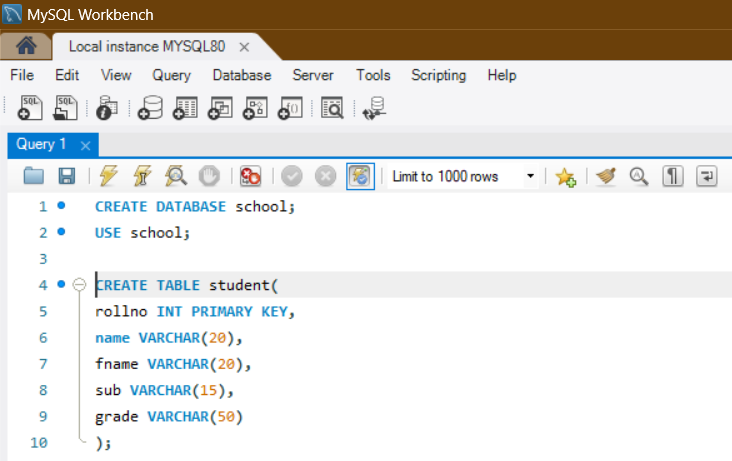 MySQL Workbench
Local instance MYSQL80 ×
File Edit View Query Database Server Tools Scripting Help
SQL SQL f()
Query 1 ×
Limit to 1000 rows
1 CREATE DATABASE school;
2 USE school;
3
4 CREATE TABLE student(
5 rollno INT PRIMARY KEY,
6 name VARCHAR(20),
7 fname VARCHAR(20),
8 sub VARCHAR(15),
9 grade VARCHAR(50)
10 );